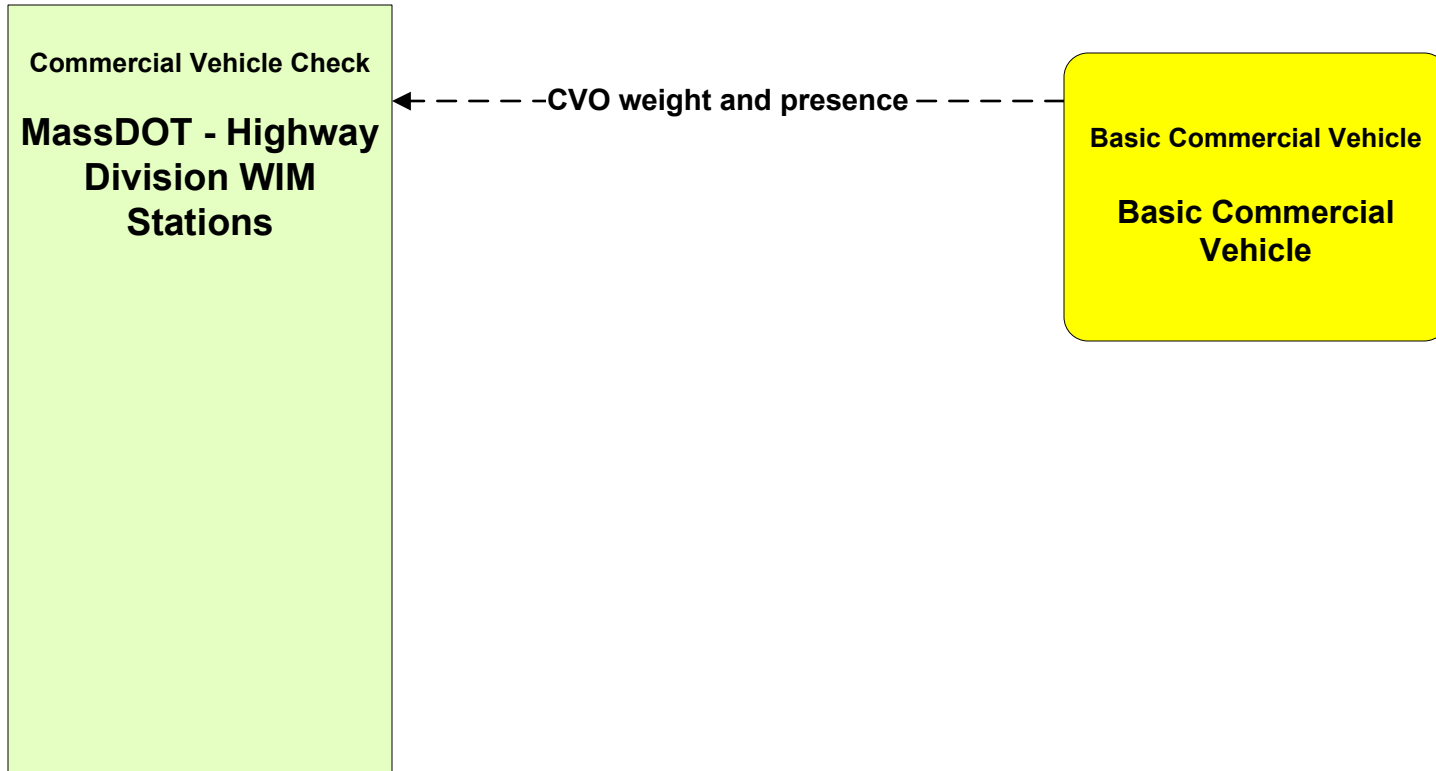 Commercial Vehicle Check
MassDOT - Highway
Division WIM
Stations
CVO weight and presence
Basic Commercial Vehicle
Basic Commercial
Vehicle